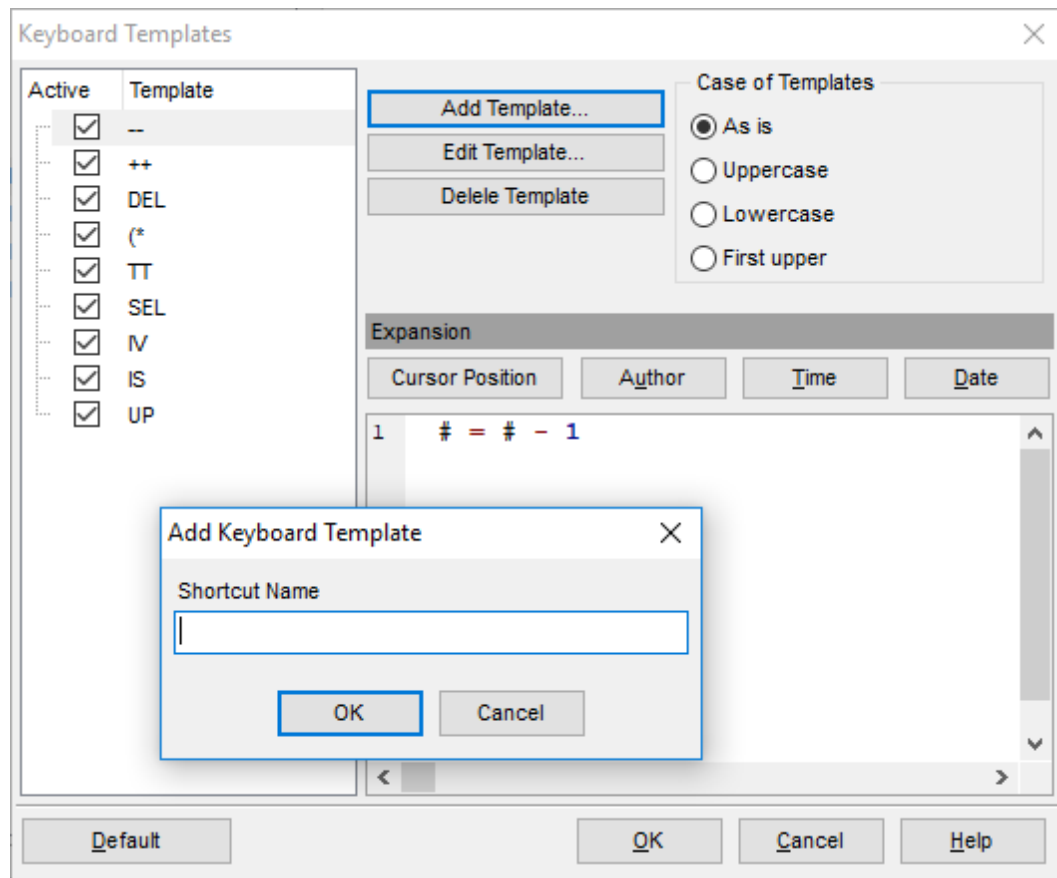 Keyboard Templates
Active Template
--
++
DEL
(*
TT
SEL
IV
IS
UP
Add Template...
Edit Template...
Delele Template
Case of Templates
As is
Uppercase
Lowercase
First upper
Expansion
Cursor Position Author Time Date
1 # = # - 1
Add Keyboard Template
Shortcut Name
OK Cancel
Default OK Cancel Help